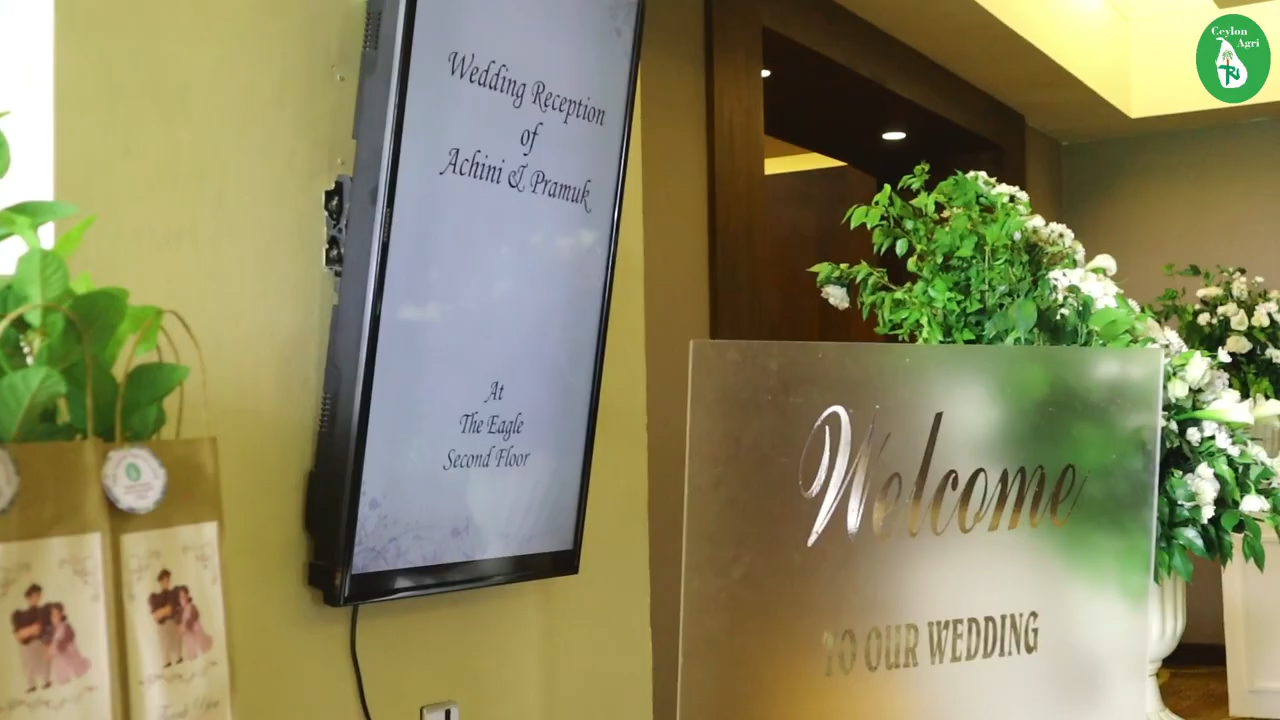 Wedding Reception
of
Achini & Pramuk
At
The Eagle
Second Floor
Welcome
TO OUR WEDDING
Ceylon
Agri